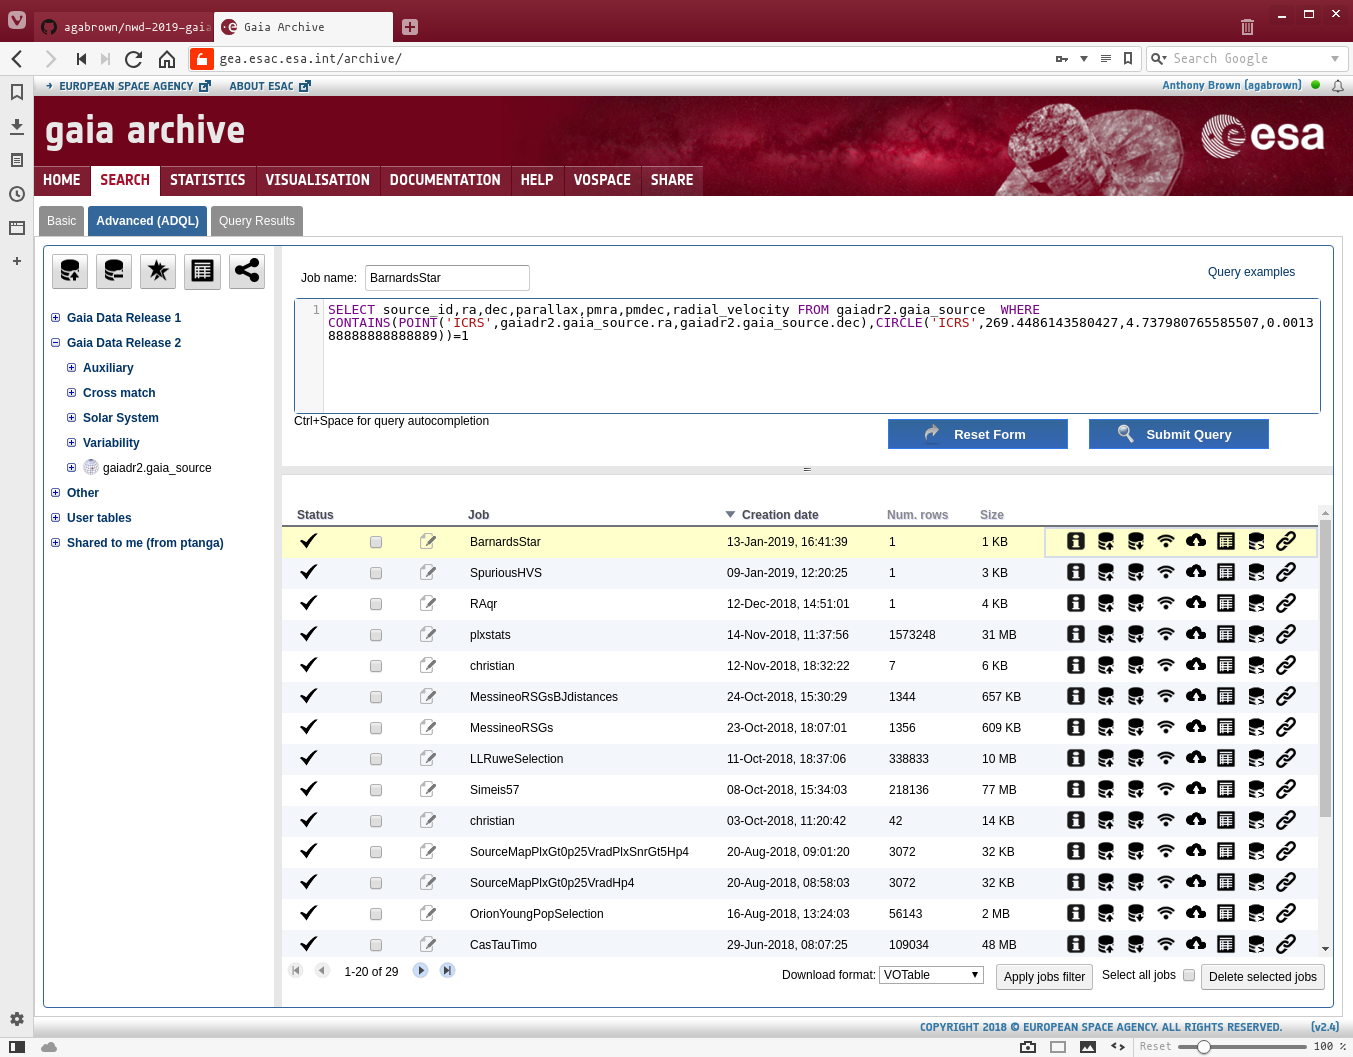 agabrown/nwd-2019-gaia
Gaia Archive
gea.esac.esa.int/archive/
Search Google
EUROPEAN SPACE AGENCY
ABOUT ESAC
Anthony Brown (agabrown)
gaia archive
esa
HOME
SEARCH
STATISTICS
VISUALISATION
DOCUMENTATION
HELP
VOSPACE
SHARE
Basic
Advanced (ADQL)
Query Results
Gaia Data Release 1
Gaia Data Release 2
Auxiliary
Cross match
Solar System
Variability
gaiadr2.gaia_source
Other
User tables
Shared to me (from ptanga)
Job name: BarnardsStar
Query examples
1 SELECT source_id,ra,dec,parallax,pmra,pmdec,radial_velocity FROM gaiadr2.gaia_source  WHERE
CONTAINS(POINT('ICRS',gaiadr2.gaia_source.ra,gaiadr2.gaia_source.dec),CIRCLE('ICRS',269.4486143580427,4.737980765585507,0.0013
88888888888889))=1
Ctrl+Space for query autocompletion
Reset Form
Submit Query
Status Job Creation date Num. rows Size
BarnardsStar 13-Jan-2019, 16:41:39 1 1 KB
SpuriousHVS 09-Jan-2019, 12:20:25 1 3 KB
RAqr 12-Dec-2018, 14:51:01 1 4 KB
plxstats 14-Nov-2018, 11:37:56 1573248 31 MB
christian 12-Nov-2018, 18:32:22 7 6 KB
MessineoRSGsBJdistances 24-Oct-2018, 15:30:29 1344 657 KB
MessineoRSGs 23-Oct-2018, 18:07:01 1356 609 KB
LLRuweSelection 11-Oct-2018, 18:37:06 338833 10 MB
Simeis57 08-Oct-2018, 15:34:03 218136 77 MB
christian 03-Oct-2018, 11:20:42 42 14 KB
SourceMapPlxGt0p25VradPlxSnrGt5Hp4 20-Aug-2018, 09:01:20 3072 32 KB
SourceMapPlxGt0p25VradHp4 20-Aug-2018, 08:58:03 3072 32 KB
OrionYoungPopSelection 16-Aug-2018, 13:24:03 56143 2 MB
CasTauTimo 29-Jun-2018, 08:07:25 109034 48 MB
1-20 of 29
Download format: VOTable
Apply jobs filter
Select all jobs
Delete selected jobs
COPYRIGHT 2018 © EUROPEAN SPACE AGENCY. ALL RIGHTS RESERVED. (v2.4)
Reset 100 %